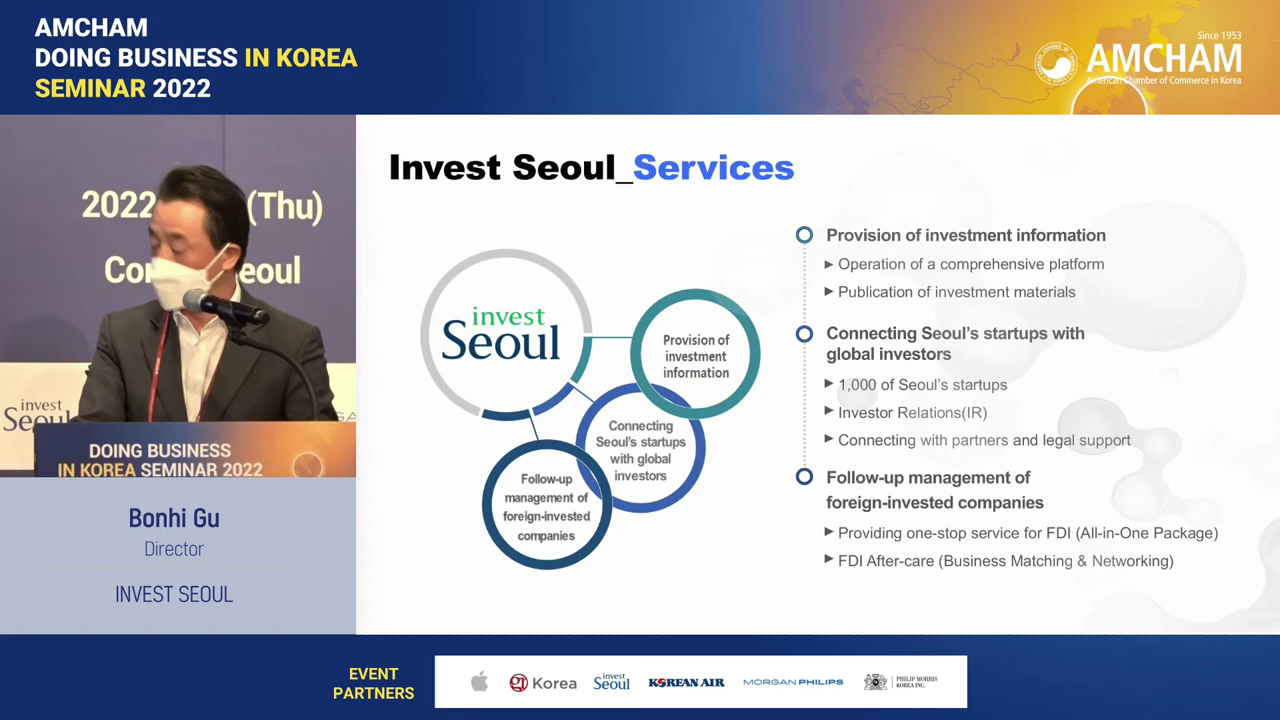 AMCHAM
DOING BUSINESS IN KOREA
SEMINAR 2022
Since 1953
AMCHAM
American Chamber of Commerce in Korea
2022 (Thu)
Co eoul
invest
Seoul
DOING BUSINESS
IN KOREA SEMINAR 2022
Bonhi Gu
Director
INVEST SEOUL
Invest Seoul_Services
invest
Seoul
Provision of
investment
information
Connecting
Seoul's startups
with global
investors
Follow-up
management of
foreign-invested
companies
Provision of investment information
▶ Operation of a comprehensive platform
▶ Publication of investment materials
Connecting Seoul's startups with
global investors
▶ 1,000 of Seoul's startups
▶ Investor Relations(IR)
▶ Connecting with partners and legal support
Follow-up management of
foreign-invested companies
▶ Providing one-stop service for FDI (All-in-One Package)
▶ FDI After-care (Business Matching & Networking)
EVENT
PARTNERS
Korea
invest
Seoul
KOREAN AIR
MORGAN PHILIPS
PHILIP MORRIS
KOREA INC.